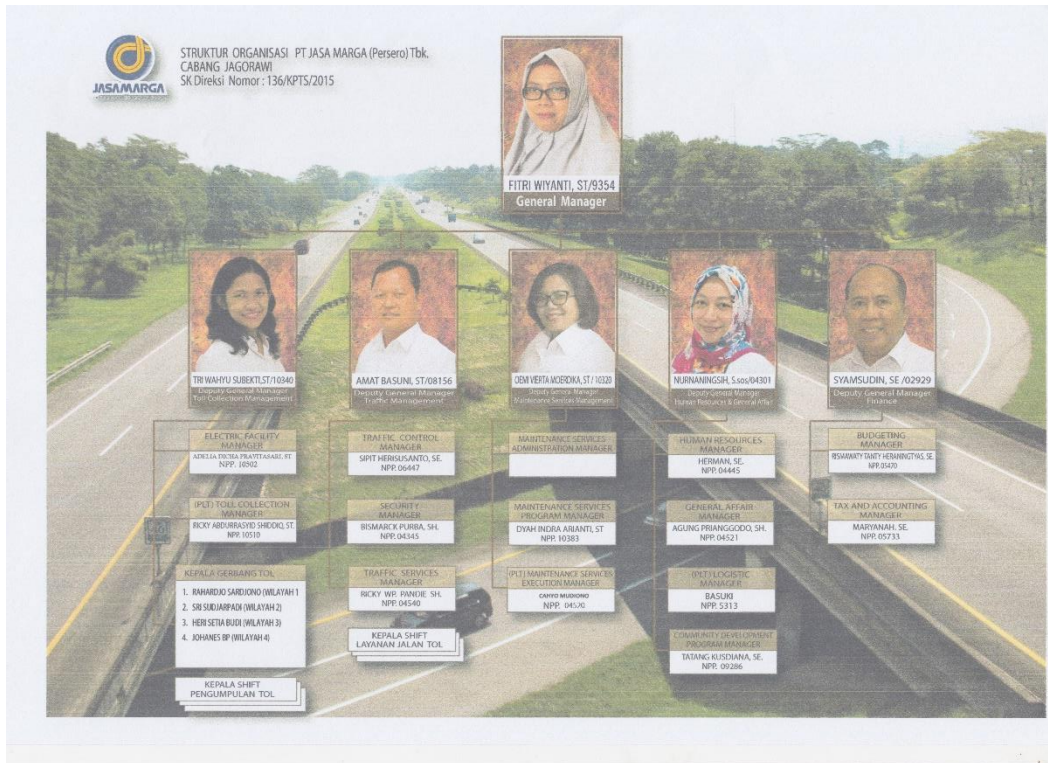 JASAMARGA
STRUKTUR ORGANISASI PT JASA MARGA (Persero) Tbk.
CABANG JAGORAWI
SK Direksi Nomor : 136/KPTS/2015
FITRI WIYANTI, ST/9354
General Manager
TRI WAHYU SUBEKTI,ST/10340
Deputy General Manager
Toll Collection Management
AMAT BASUNI, ST/08156
Deputy General Manager
Traffic Management
DEMI VIERTA MOERDIKA, ST / 10320
Deputy General Manager
Maintenance Services Management
NURNANINGSIH, S.sos/04301
Deputy General Manager
Human Resources & General Affair
SYAMSUDIN, SE /02929
Deputy General Manager
Finance
ELECTRIC FACILITY
MANAGER
ADELIA DICHA PRAVITASARI, ST
NPP. 10502
(PLT) TOLL COLLECTION
MANAGER
RICKY ABDURRASYID SHIDDIQ, ST.
NPP. 10510
KEPALA GERBANG TOL
1. RAHARDJO SARDJONO (WILAYAH 1
2. SRI SUDJARPADI (WILAYAH 2)
3. HERI SETIA BUDI (WILAYAH 3)
4. JOHANES BP (WILAYAH 4)
KEPALA SHIFT
PENGUMPULAN TOL
TRAFFIC CONTROL
MANAGER
SIPIT HERISUSANTO, SE.
NPP. 06447
SECURITY
MANAGER
BISMARCK PURBA, SH.
NPP. 04345
TRAFFIC SERVICES
MANAGER
RICKY WP. PANDIE SH.
NPP. 04540
KEPALA SHIFT
LAYANAN JALAN TOL
MAINTENANCE SERVICES
ADMINISTRATION MANAGER
MAINTENANCE SERVICES
PROGRAM MANAGER
DYAH INDRA ARIANTI, ST
NPP. 10383
(PLT) MAINTENANCE SERVICES
EXECUTION MANAGER
CAHYO MUDIONO
NPP. 04570
HUMAN RESOURCES
MANAGER
HERMAN, SE.
NPP. 04445
GENERAL AFFAIR
MANAGER
AGUNG PRIANGGODO, SH.
NPP. 04521
(PLT) LOGISTIC
MANAGER
BASUKI
NPP. 5313
COMMUNITY DEVELOPMENT
PROGRAM MANAGER
TATANG KUSDIANA, SE.
NPP. 09286
BUDGETING
MANAGER
RISMAWATY TANTY HERANINGTYAS, SE.
NPP. 05470
TAX AND ACCOUNTING
MANAGER
MARYANAH. SE.
NPP. 05733